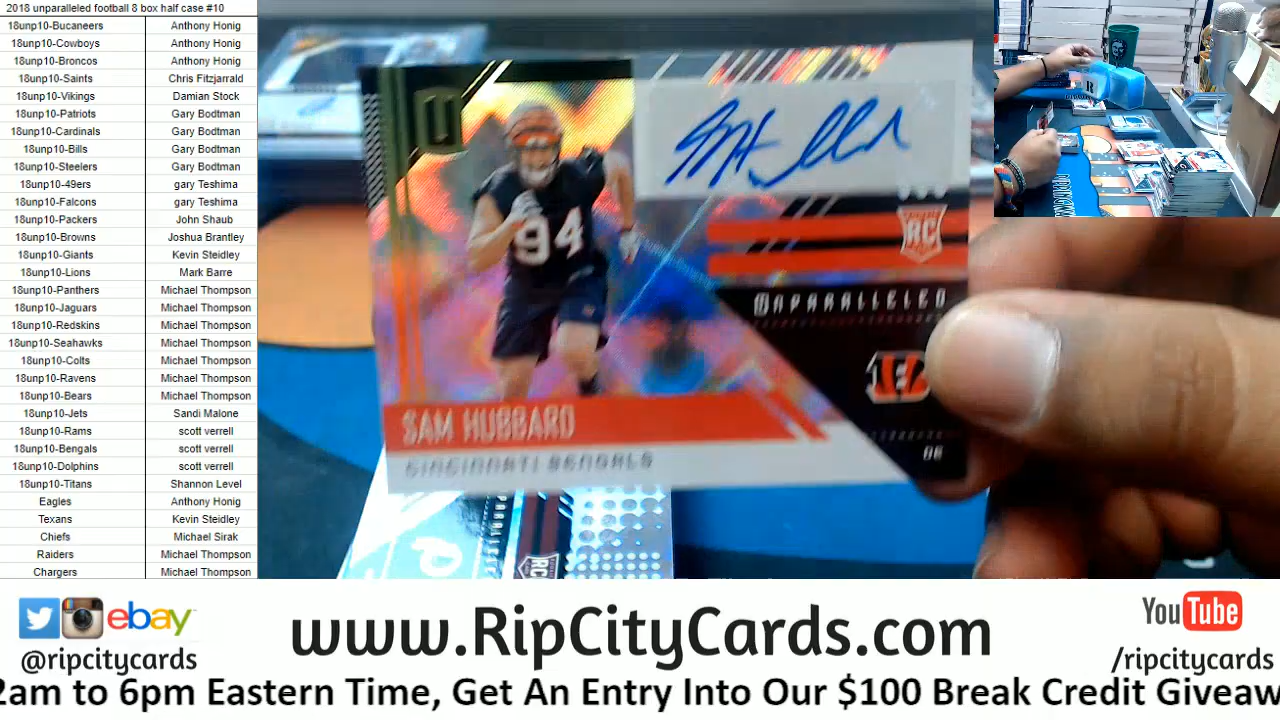 2018 unparalleled football 8 box half case #10
18unp10-Bucaneers Anthony Honig
18unp10-Cowboys Anthony Honig
18unp10-Broncos Anthony Honig
18unp10-Saints Chris Fitzjarrald
18unp10-Vikings Damian Stock
18unp10-Patriots Gary Bodtman
18unp10-Cardinals Gary Bodtman
18unp10-Bills Gary Bodtman
18unp10-Steelers Gary Bodtman
18unp10-49ers gary Teshima
18unp10-Falcons gary Teshima
18unp10-Packers John Shaub
18unp10-Browns Joshua Brantley
18unp10-Giants Kevin Steidley
18unp10-Lions Mark Barre
18unp10-Panthers Michael Thompson
18unp10-Jaguars Michael Thompson
18unp10-Redskins Michael Thompson
18unp10-Seahawks Michael Thompson
18unp10-Colts Michael Thompson
18unp10-Ravens Michael Thompson
18unp10-Bears Michael Thompson
18unp10-Jets Sandi Malone
18unp10-Rams scott verrell
18unp10-Bengals scott verrell
18unp10-Dolphins scott verrell
18unp10-Titans Shannon Level
Eagles Anthony Honig
Texans Kevin Steidley
Chiefs Michael Sirak
Raiders Michael Thompson
Chargers Michael Thompson
94
RC
UNPARALLELED
SAM HUBBARD
CINCINNATI BENGALS
DE
RC
ebay
@ripcitycards
www.RipCityCards.com
YouTube
/ripcitycards
2am to 6pm Eastern Time, Get An Entry Into Our $100 Break Credit Giveaw